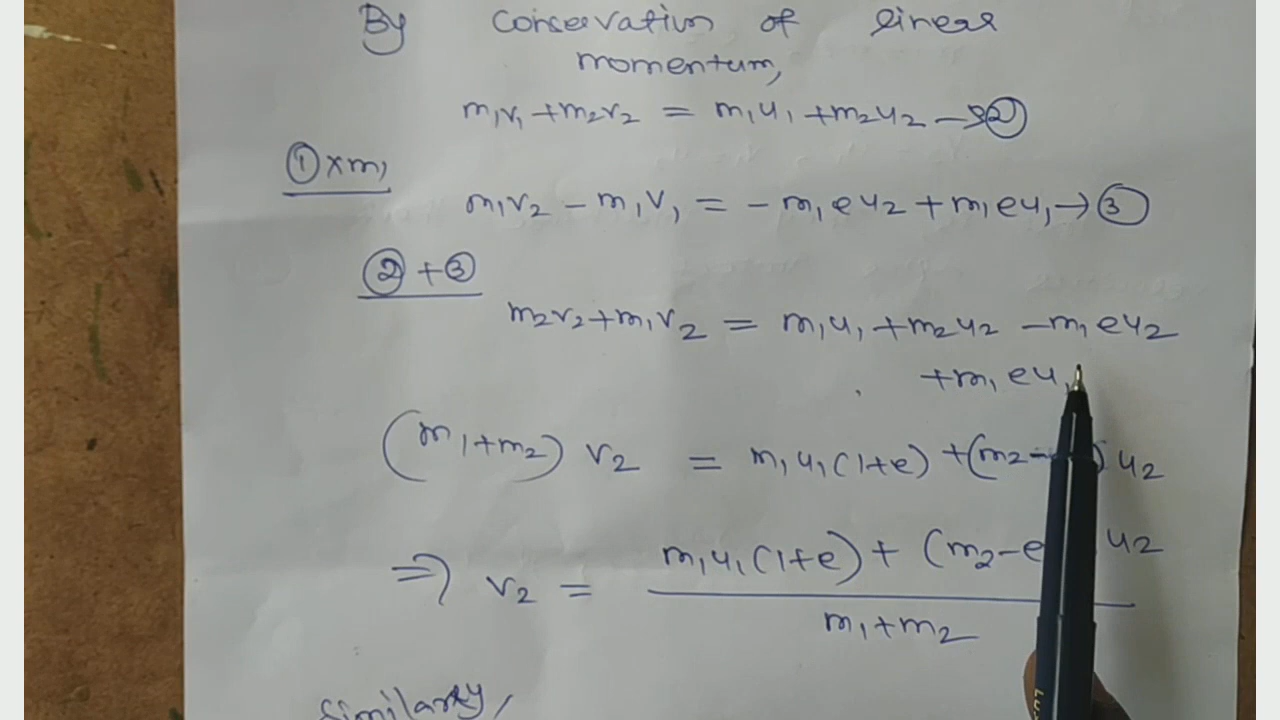 By conservation of linear
momentum,
m₁v₁ + m₂v₂ = m₁u₁ + m₂u₂ → ②
① × m₁
m₁v₂ − m₁v₁ = − m₁eu₂ + m₁eu₁ → ③
② + ③
m₂v₂ + m₁v₂ = m₁u₁ + m₂u₂ − m₁eu₂
+ m₁eu₁
(m₁+m₂) v₂ = m₁u₁(1+e) + (m₂− ) u₂
⇒ v₂ = m₁u₁(1+e) + (m₂−e u₂
m₁+m₂
Similarly,